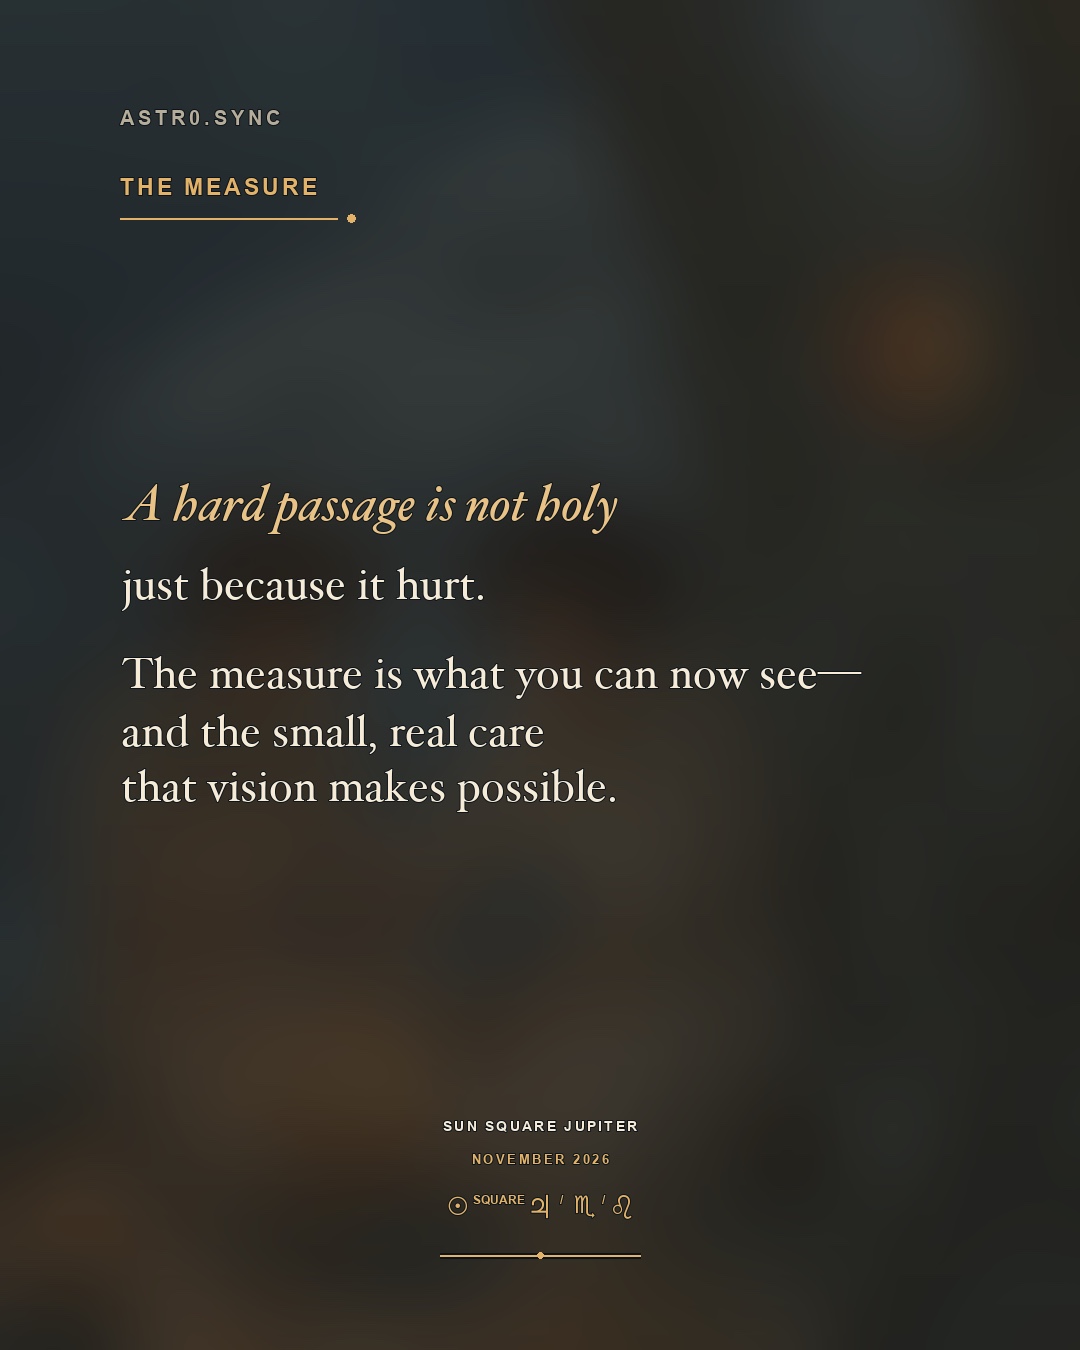 ASTR0.SYNC
THE MEASURE
A hard passage is not holy
just because it hurt.
The measure is what you can now see—
and the small, real care
that vision makes possible.
SUN SQUARE JUPITER
NOVEMBER 2026
☉ SQUARE ♃ / ♏ / ♌